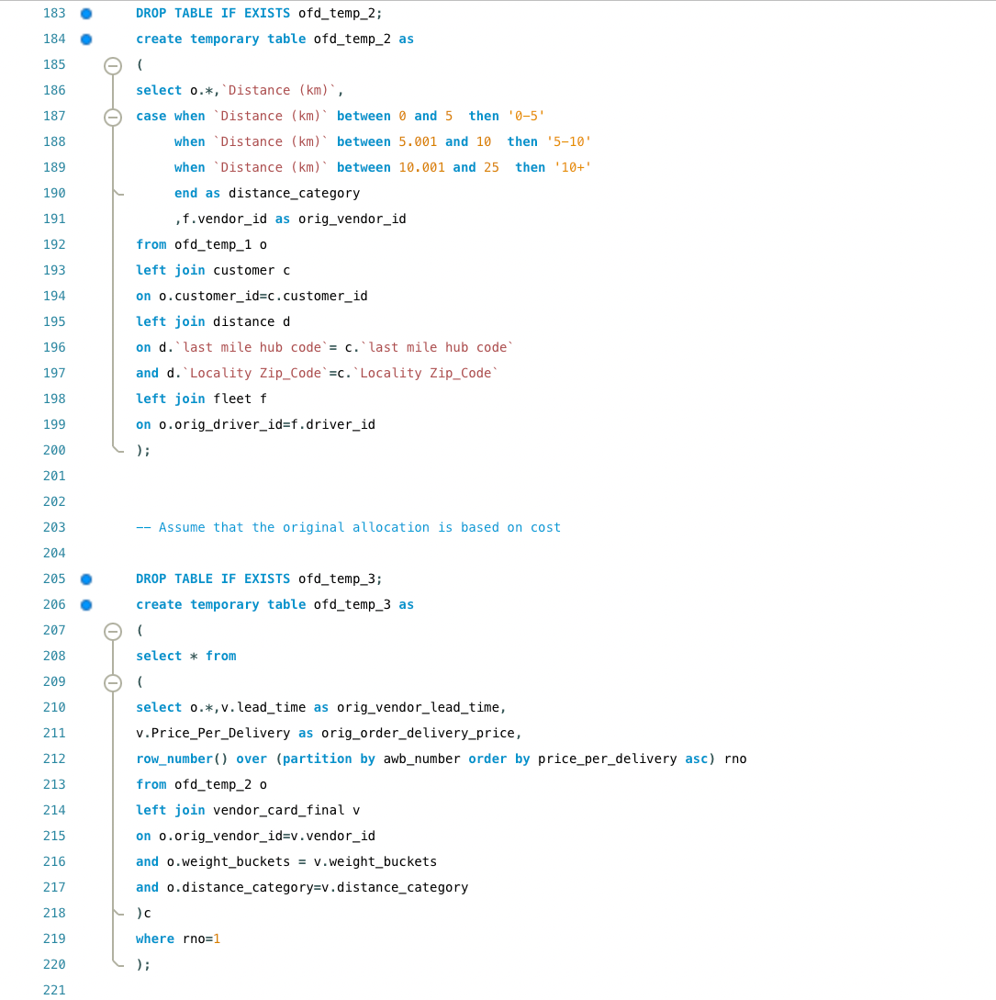 183 DROP TABLE IF EXISTS ofd_temp_2;
184 create temporary table ofd_temp_2 as
185 (
186 select o.*,`Distance (km)`,
187 case when `Distance (km)` between 0 and 5  then '0–5'
188      when `Distance (km)` between 5.001 and 10  then '5–10'
189      when `Distance (km)` between 10.001 and 25  then '10+'
190      end as distance_category
191      ,f.vendor_id as orig_vendor_id
192 from ofd_temp_1 o
193 left join customer c
194 on o.customer_id=c.customer_id
195 left join distance d
196 on d.`last mile hub code`= c.`last mile hub code`
197 and d.`Locality Zip_Code`=c.`Locality Zip_Code`
198 left join fleet f
199 on o.orig_driver_id=f.driver_id
200 );
201
202
203 -- Assume that the original allocation is based on cost
204
205 DROP TABLE IF EXISTS ofd_temp_3;
206 create temporary table ofd_temp_3 as
207 (
208 select * from
209 (
210 select o.*,v.lead_time as orig_vendor_lead_time,
211 v.Price_Per_Delivery as orig_order_delivery_price,
212 row_number() over (partition by awb_number order by price_per_delivery asc) rno
213 from ofd_temp_2 o
214 left join vendor_card_final v
215 on o.orig_vendor_id=v.vendor_id
216 and o.weight_buckets = v.weight_buckets
217 and o.distance_category=v.distance_category
218 )c
219 where rno=1
220 );
221